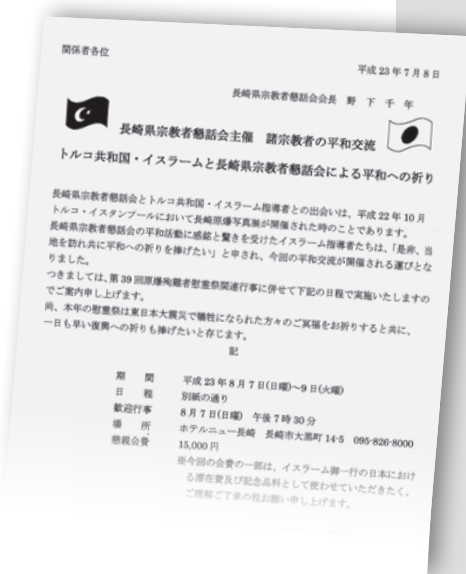 関係者各位
平成 23 年 7 月 8 日
長崎県宗教者懇話会会長 野 下 千 年
長崎県宗教者懇話会主催 諸宗教者の平和交流
トルコ共和国・イスラームと長崎県宗教者懇話会による平和への祈り
長崎県宗教者懇話会とトルコ共和国・イスラーム指導者との出会いは、平成 22 年 10 月
トルコ・イスタンブールにおいて長崎原爆写真展が開催された時のことであります。
長崎県宗教者懇話会の平和活動に感銘と驚きを受けたイスラーム指導者たちは、「是非、当
地を訪れ共に平和への祈りを捧げたい」と申され、今回の平和交流が開催される運びとな
りました。
つきましては、第 39 回原爆殉難者慰霊祭関連行事に併せて下記の日程で実施いたしますの
でご案内申し上げます。
尚、本年の慰霊祭は東日本大震災で犠牲になられた方々のご冥福をお祈りすると共に、
一日も早い復興への祈りも捧げたいと存じます。
記
期 間 平成 23 年 8 月 7 日(日曜)~9 日(火曜)
日 程 別紙の通り
歓迎行事 8 月 7 日(日曜) 午後 7 時 30 分
場 所 ホテルニュー長崎 長崎市大黒町 14-5 095-826-8000
懇親会費 15,000 円
※今回の会費の一部は、イスラーム御一行の日本におけ
る滞在費及び記念品料として使わせていただきたく、
ご理解ご了承の程お願い申し上げます。